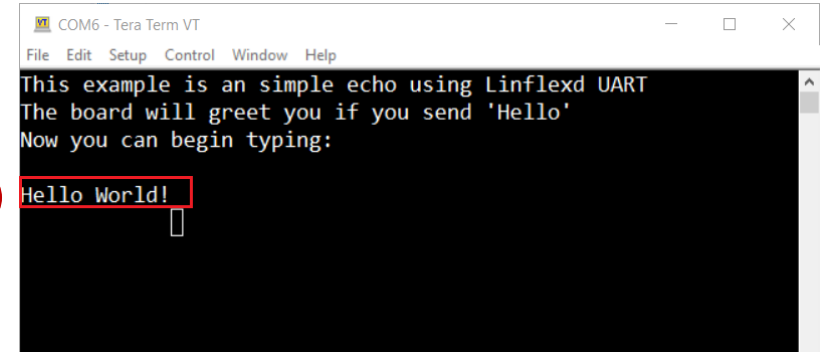 COM6 - Tera Term VT
File Edit Setup Control Window Help
This example is an simple echo using Linflexd UART
The board will greet you if you send 'Hello'
Now you can begin typing:
Hello World!